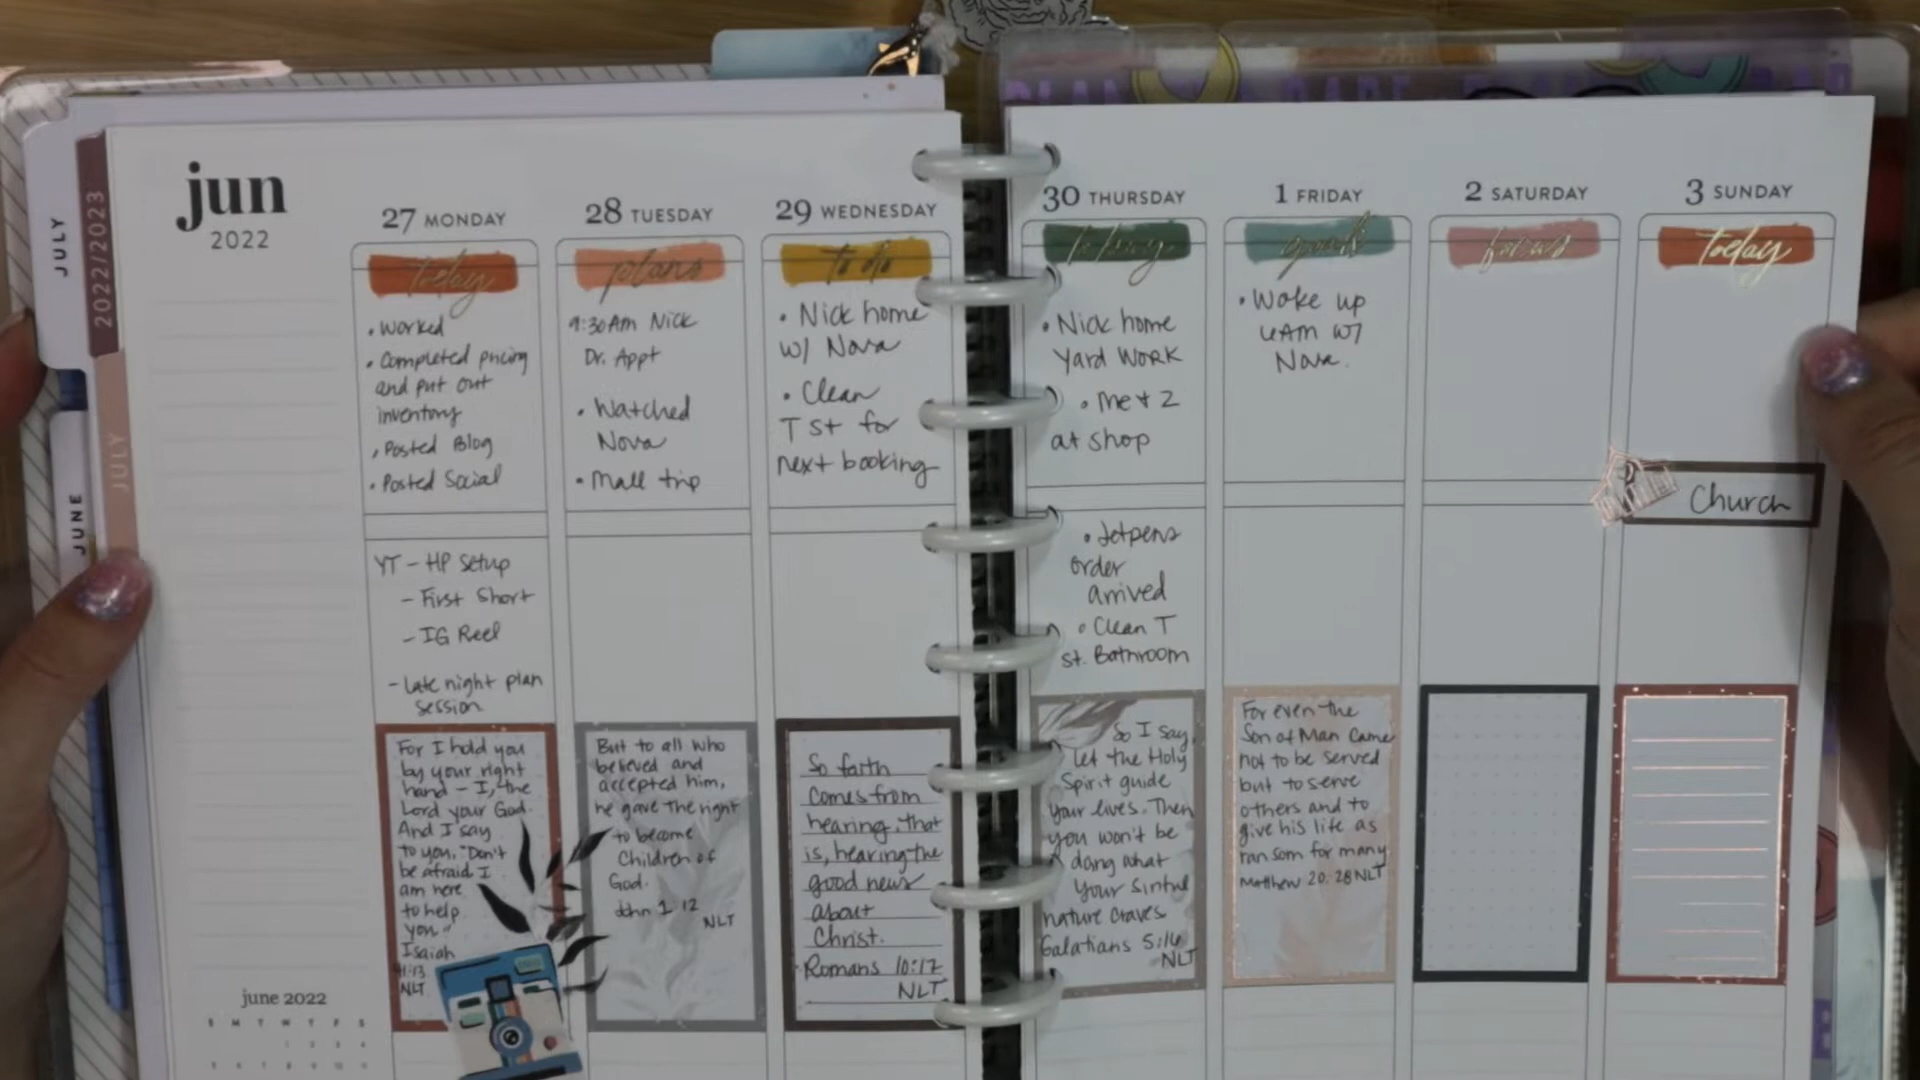 jun
2022
JULY
2022/2023
JULY
JUNE
27 MONDAY
today
• Worked
• Completed pricing
and put out
inventory
• Posted Blog
• Posted Social
YT - HP Setup
- First Short
- IG Reel
- Late night plan
session
For I hold you
by your right
hand - I, the
Lord your God.
And I say
to you, "Don't
be afraid I
am here
to help
you."
Isaiah
41:13
NLT
28 TUESDAY
plans
9:30AM Nick
Dr. Appt
• Watched
Nova
• Mall trip
But to all who
believed and
accepted him,
he gave the right
to become
Children of
God.
John 1 12
NLT
29 WEDNESDAY
to do
• Nick home
w/ Nova
• Clean
T St for
next booking
So faith
comes from
hearing, that
is, hearing the
good news
about
Christ.
Romans 10:17
NLT
30 THURSDAY
• Nick home
Yard Work
• Me + Z
at shop
• Jetpens
order
arrived
• Clean T
St. Bathroom
So I say,
let the Holy
Spirit guide
your lives. Then
you won't be
doing what
your sinful
nature craves
Galatians 5:16
NLT
1 FRIDAY
• Wake up
4AM w/
Nova.
For even the
Son of Man came
not to be served
but to serve
others and to
give his life as
ransom for many
Matthew 20:28 NLT
2 SATURDAY
focus
3 SUNDAY
today
Church
june 2022
S M T W T F S
1 2 3 4